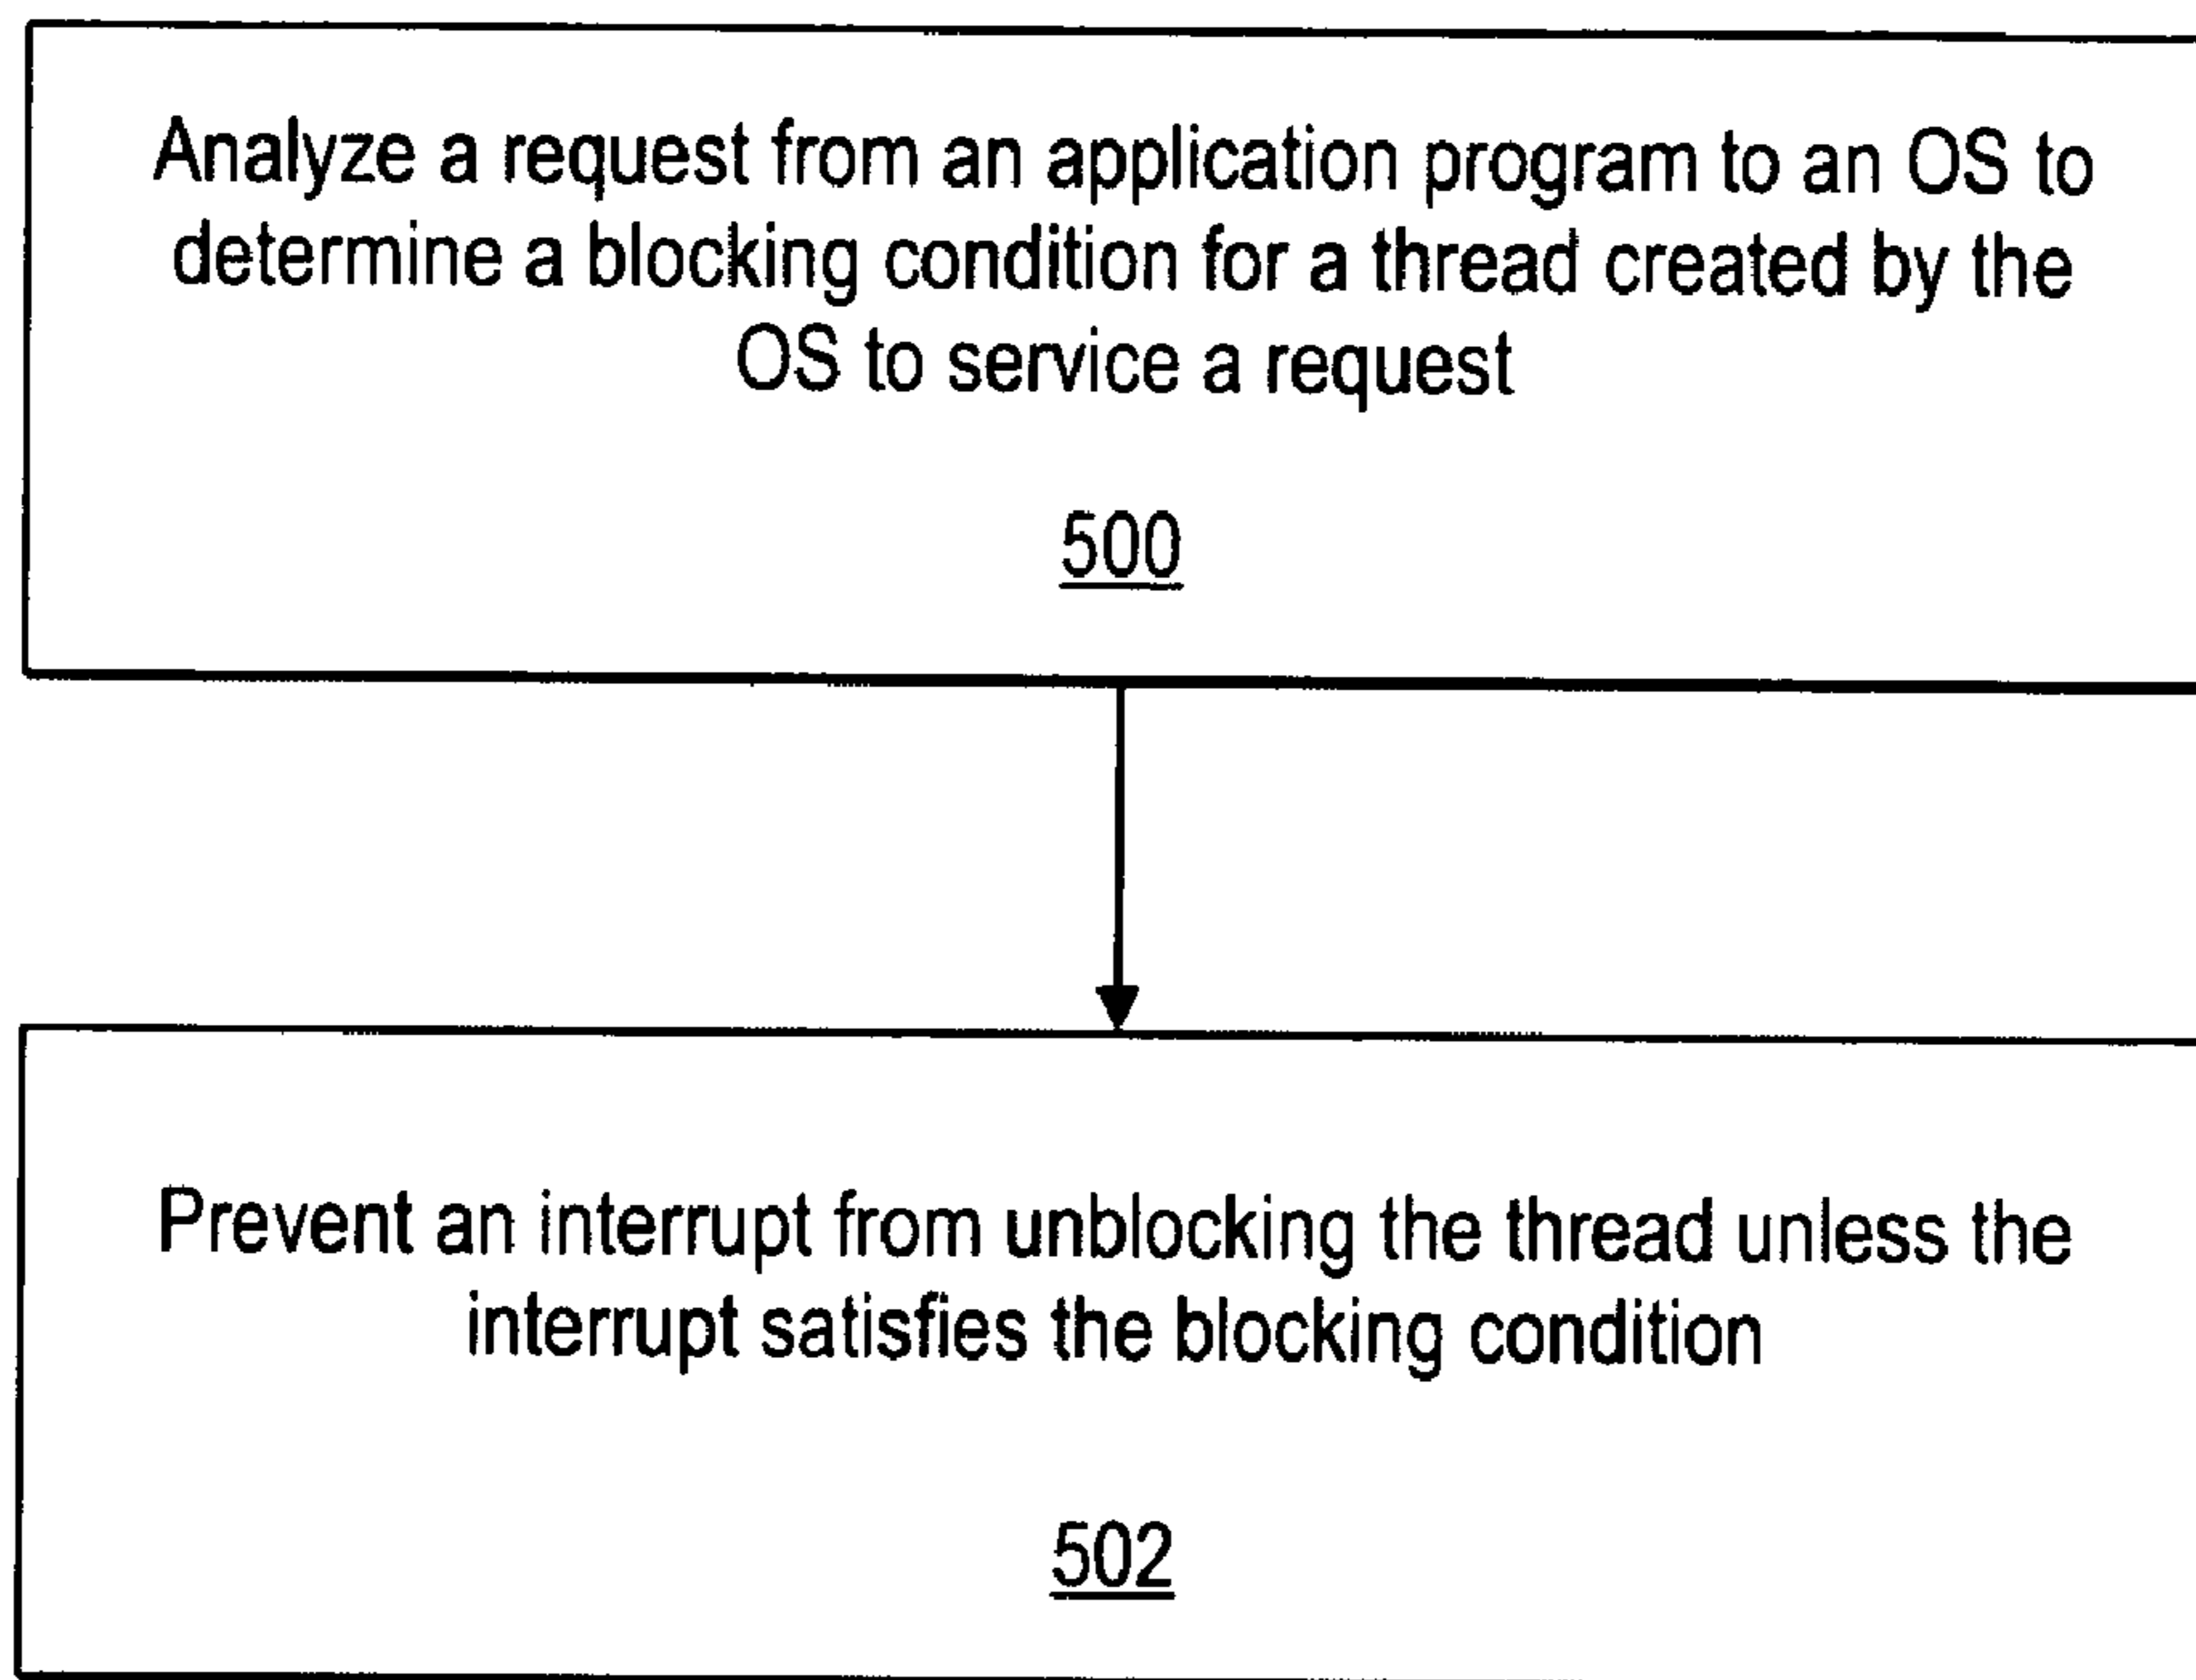 Analyze a request from an application program to an OS to
determine a blocking condition for a thread created by the
OS to service a request
500
Prevent an interrupt from unblocking the thread unless the
interrupt satisfies the blocking condition
502